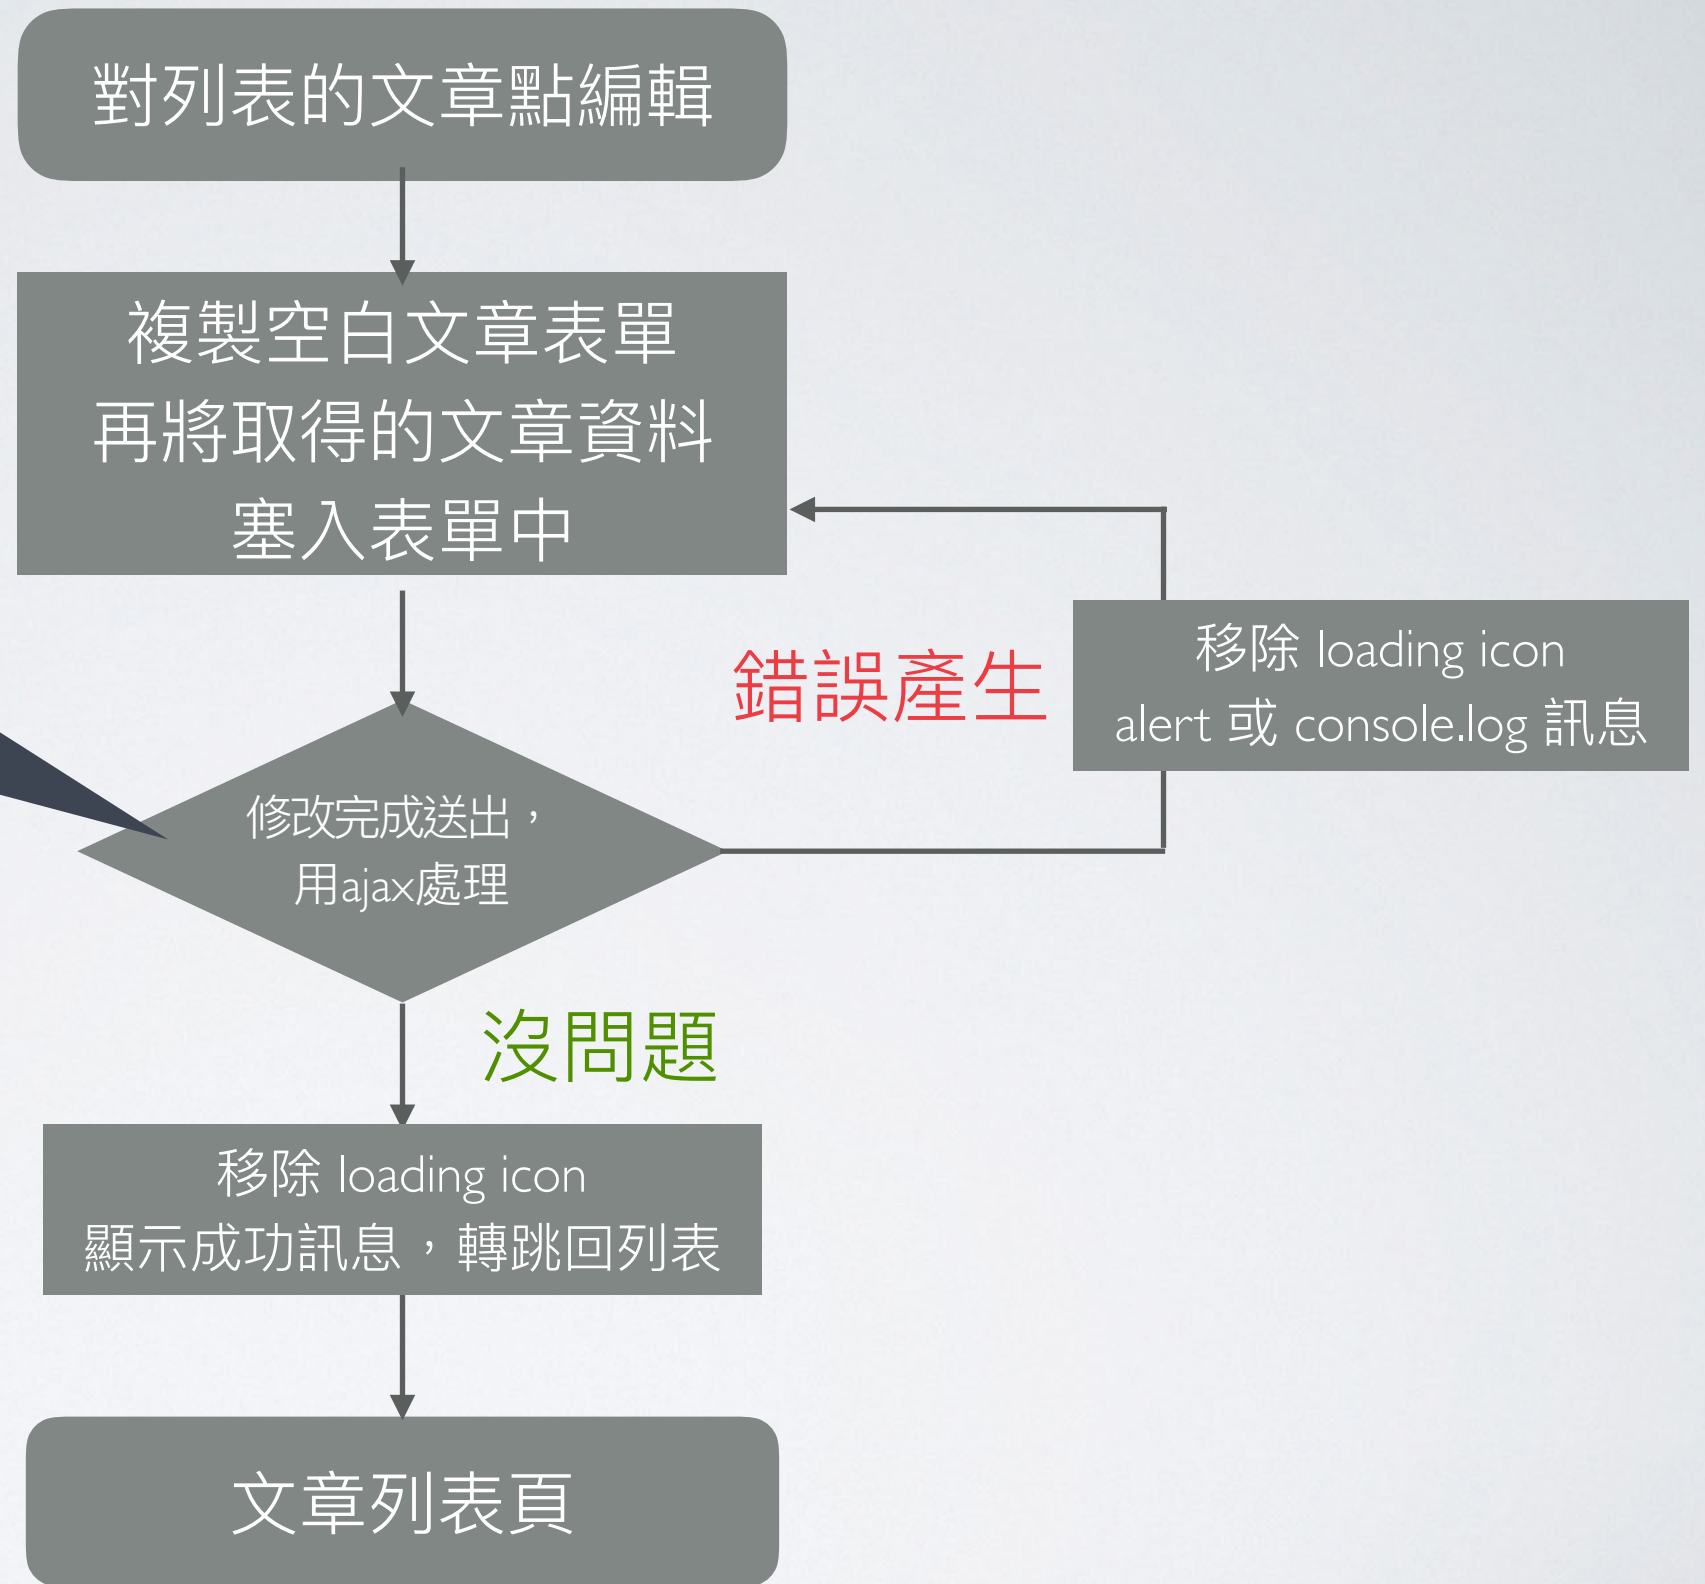 對列表的文章點編輯
複製空白文章表單
再將取得的文章資料
塞入表單中
錯誤產生
移除 loading icon
alert 或 console.log 訊息
修改完成送出，
用ajax處理
沒問題
移除 loading icon
顯示成功訊息，轉跳回列表
文章列表頁